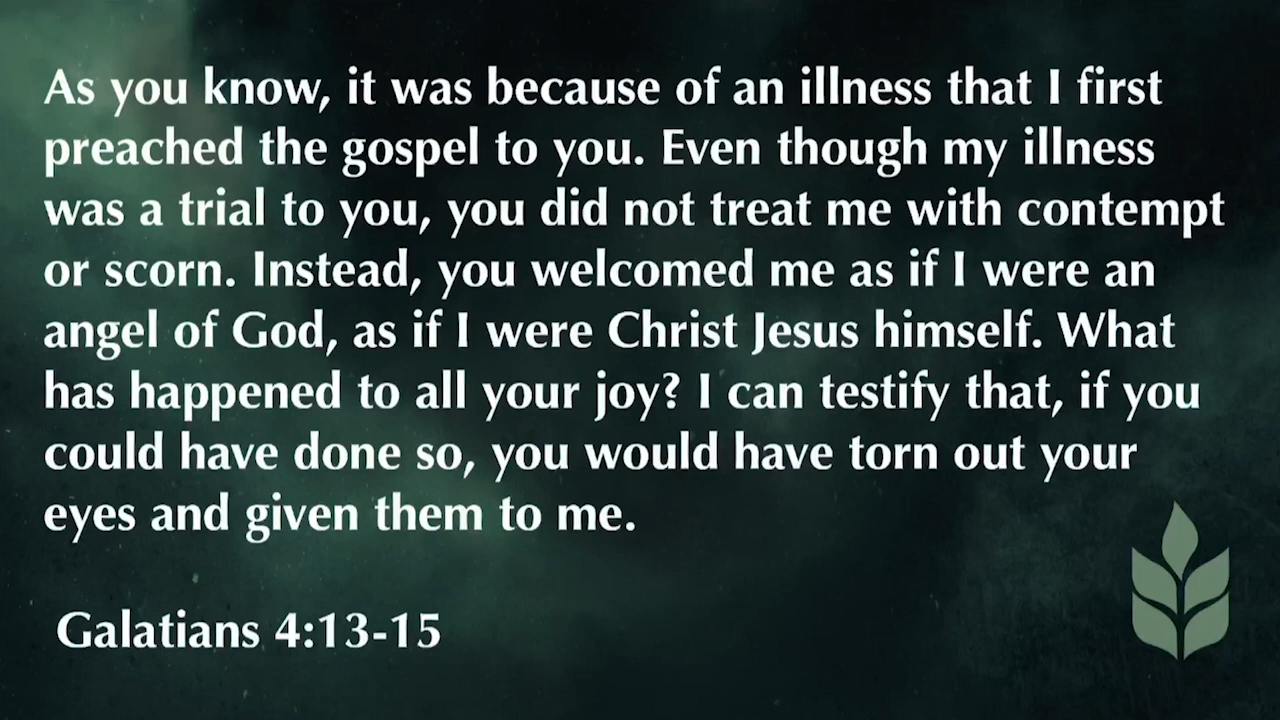 As you know, it was because of an illness that I first
preached the gospel to you. Even though my illness
was a trial to you, you did not treat me with contempt
or scorn. Instead, you welcomed me as if I were an
angel of God, as if I were Christ Jesus himself. What
has happened to all your joy? I can testify that, if you
could have done so, you would have torn out your
eyes and given them to me.
Galatians 4:13-15